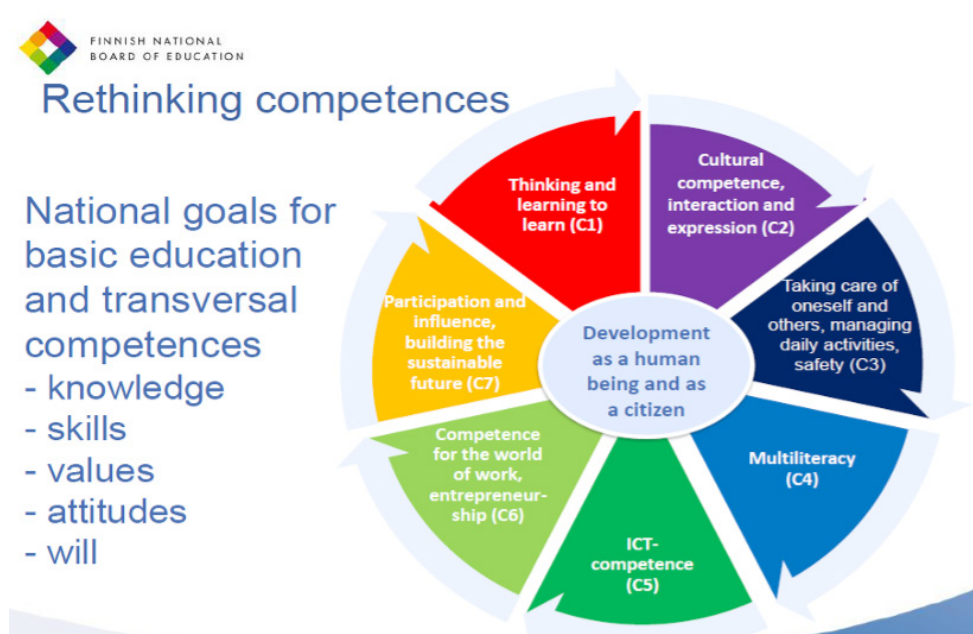 FINNISH NATIONAL
BOARD OF EDUCATION
Rethinking competences
National goals for
basic education
and transversal
competences
- knowledge
- skills
- values
- attitudes
- will
Thinking and
learning to
learn (C1)
Cultural
competence,
interaction and
expression (C2)
Taking care of
oneself and
others, managing
daily activities,
safety (C3)
Multiliteracy
(C4)
ICT-
competence
(C5)
Competence
for the world
of work,
entrepreneur-
ship (C6)
Participation and
influence,
building the
sustainable
future (C7)
Development
as a human
being and as
a citizen